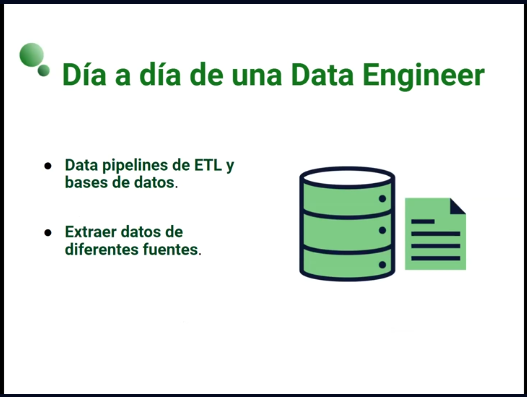 Día a día de una Data Engineer
● Data pipelines de ETL y
bases de datos.
● Extraer datos de
diferentes fuentes.